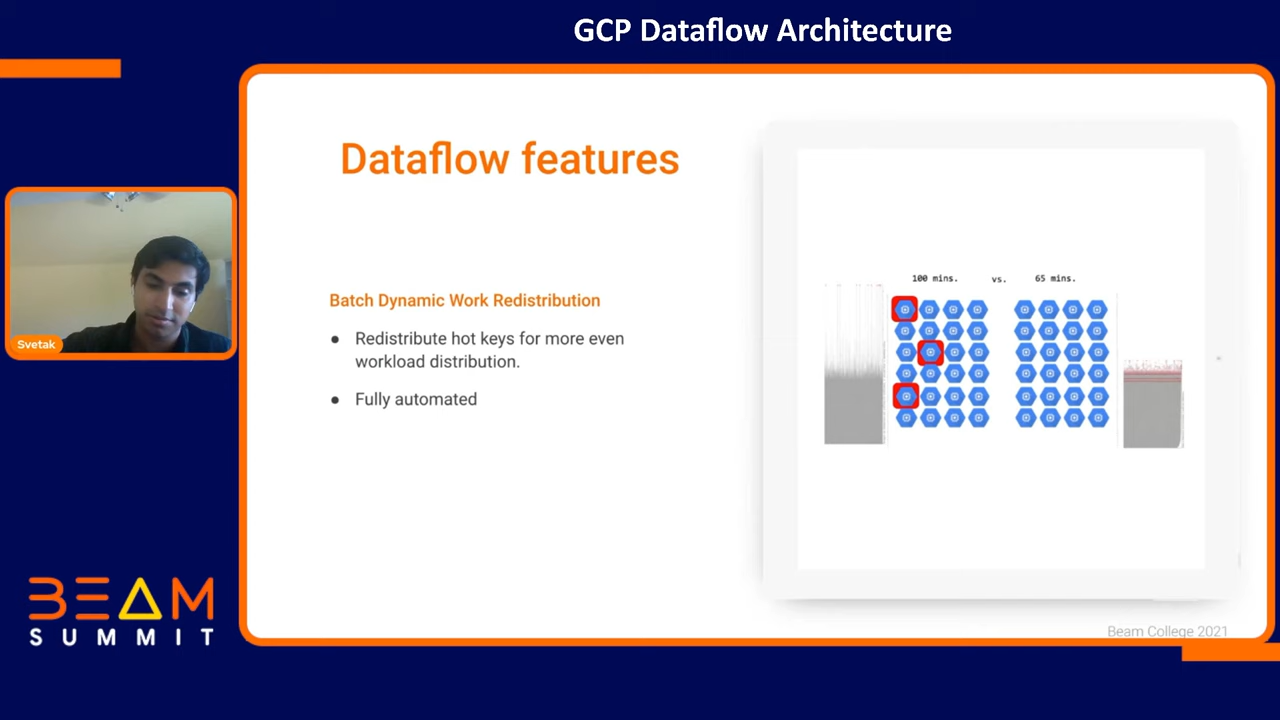 GCP Dataflow Architecture
Dataflow features
Batch Dynamic Work Redistribution
● Redistribute hot keys for more even
workload distribution.
● Fully automated
100 mins. vs. 65 mins.
Svetak
BEAM
SUMMIT
Beam College 2021